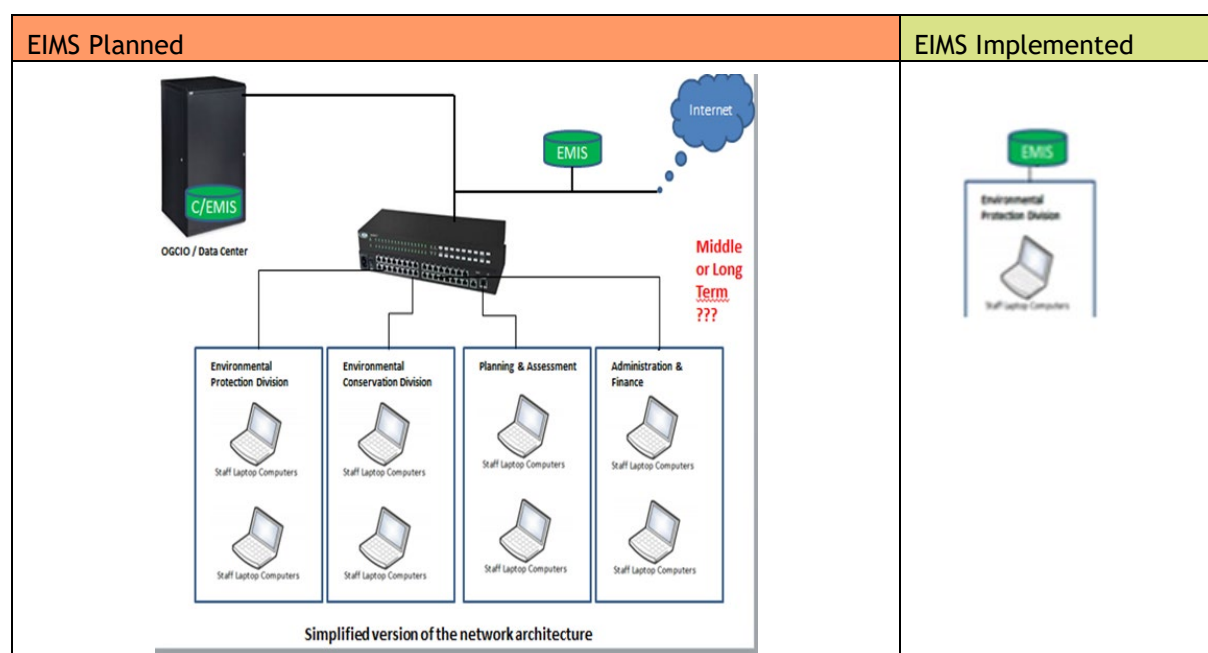 EIMS Planned
EIMS Implemented
Internet
EMIS
C/EMIS
OGCIO / Data Center
Middle
or Long
Term
???
Environmental
Protection Division
Staff Laptop Computers
Staff Laptop Computers
Environmental
Conservation Division
Staff Laptop Computers
Staff Laptop Computers
Planning & Assessment
Staff Laptop Computers
Staff Laptop Computers
Administration &
Finance
Staff Laptop Computers
Staff Laptop Computers
Simplified version of the network architecture
EMIS
Environmental
Protection Division
Staff Laptop Computers